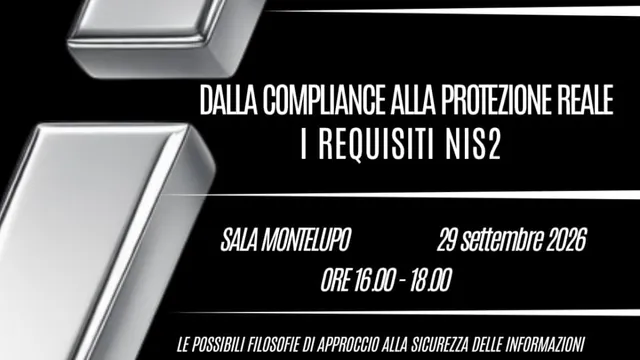 DALLA COMPLIANCE ALLA PROTEZIONE REALE
I REQUISITI NIS2
SALA MONTELUPO 29 settembre 2026
ORE 16.00 - 18.00
LE POSSIBILI FILOSOFIE DI APPROCCIO ALLA SICUREZZA DELLE INFORMAZIONI